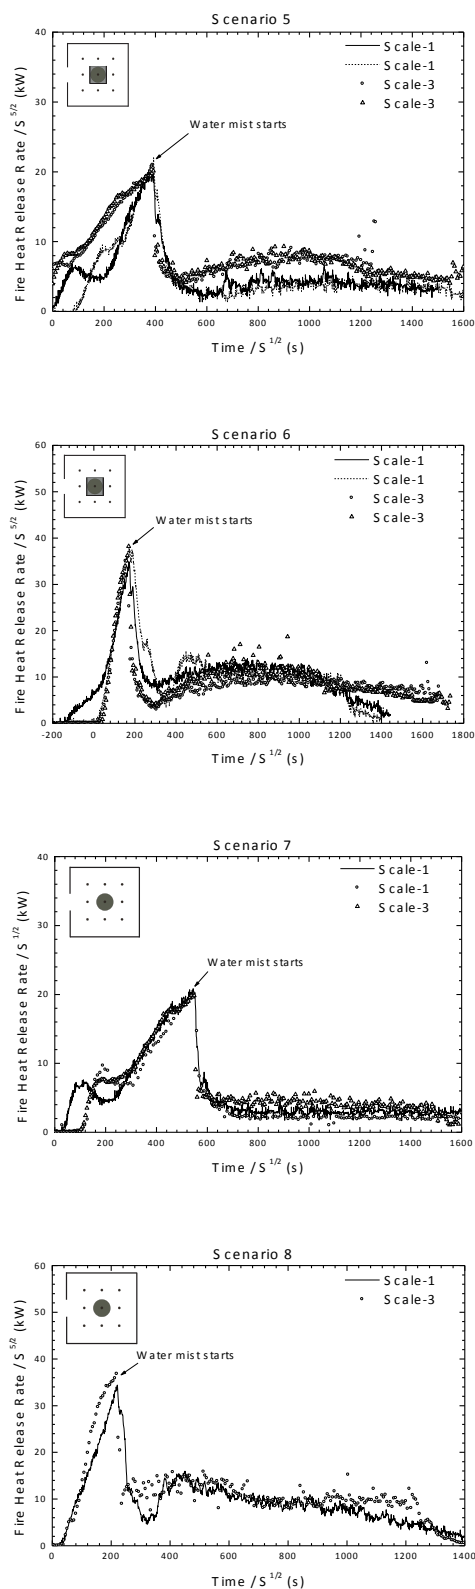 Scenario 5
40
30
20
10
0
Fire Heat Release Rate / S^5/2 (kW)
Water mist starts
Scale-1
Scale-1
Scale-3
Scale-3
0 200 400 600 800 1000 1200 1400 1600
Time / S^1/2 (s)
Scenario 6
60
50
40
30
20
10
0
Fire Heat Release Rate / S^5/2 (kW)
Water mist starts
Scale-1
Scale-1
Scale-3
Scale-3
-200 0 200 400 600 800 1000 1200 1400 1600 1800
Time / S^1/2 (s)
Scenario 7
40
30
20
10
0
Fire Heat Release Rate / S^1/2 (kW)
Water mist starts
Scale-1
Scale-1
Scale-3
0 200 400 600 800 1000 1200 1400 1600
Time / S^1/2 (s)
Scenario 8
60
50
40
30
20
10
0
Fire Heat Release Rate / S^5/2 (kW)
Water mist starts
Scale-1
Scale-3
0 200 400 600 800 1000 1200 1400
Time / S^1/2 (s)